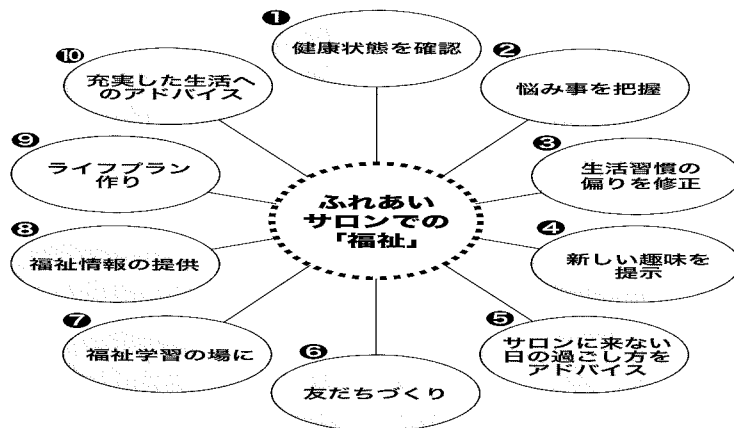 ふれあい
サロンでの
「福祉」
❶
健康状態を確認
❷
悩み事を把握
❸
生活習慣の
偏りを修正
❹
新しい趣味を
提示
❺
サロンに来ない
日の過ごし方を
アドバイス
❻
友だちづくり
❼
福祉学習の場に
❽
福祉情報の提供
❾
ライフプラン
作り
❿
充実した生活へ
のアドバイス